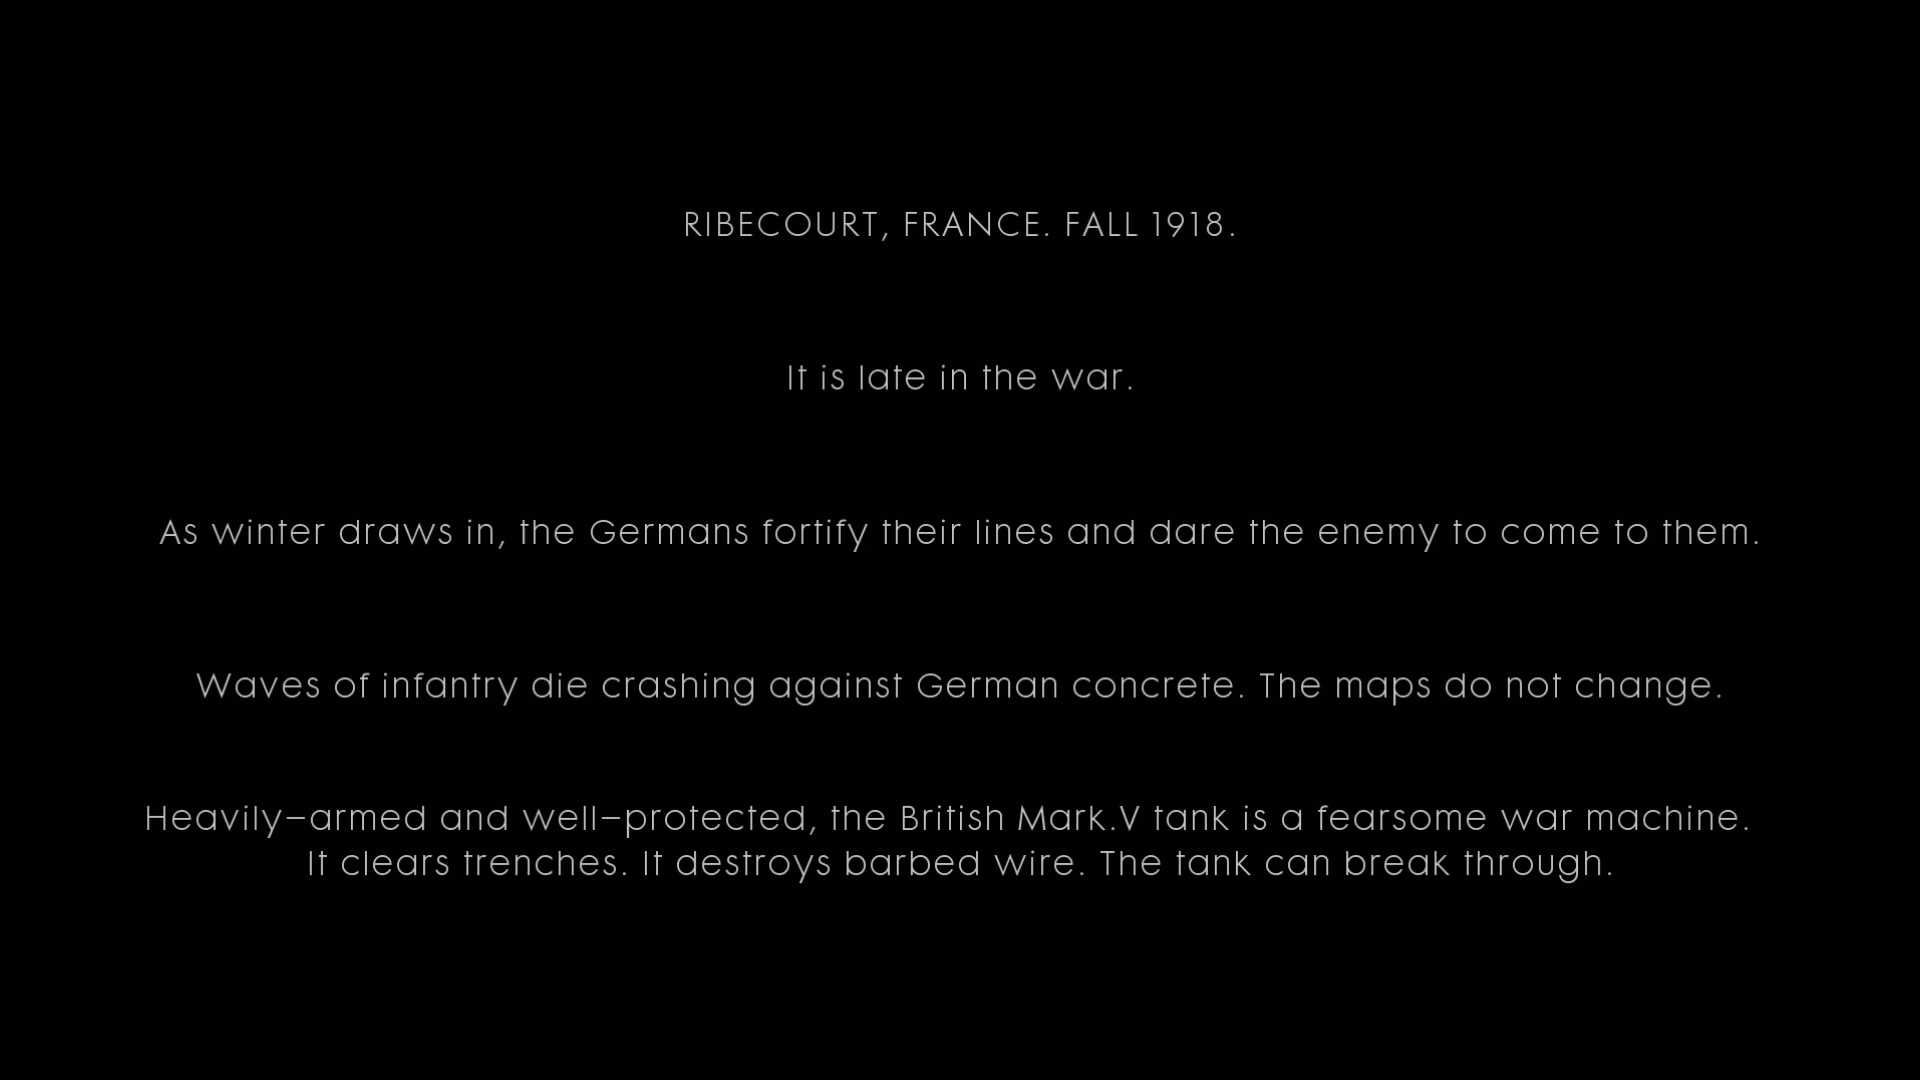 RIBECOURT, FRANCE. FALL 1918.
It is late in the war.
As winter draws in, the Germans fortify their lines and dare the enemy to come to them.
Waves of infantry die crashing against German concrete. The maps do not change.
Heavily-armed and well-protected, the British Mark.V tank is a fearsome war machine.
It clears trenches. It destroys barbed wire. The tank can break through.